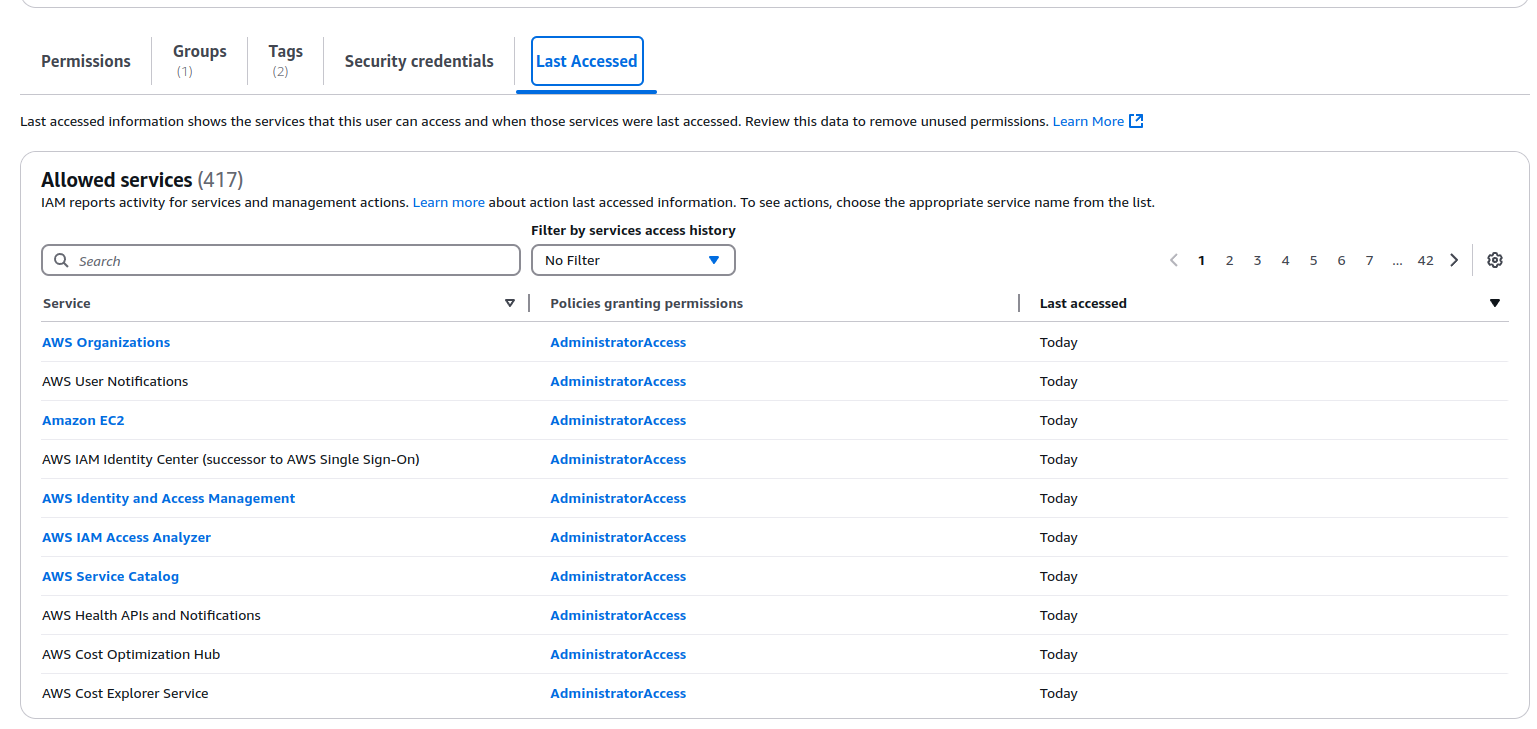 Permissions
Groups
(1)
Tags
(2)
Security credentials
Last Accessed
Last accessed information shows the services that this user can access and when those services were last accessed. Review this data to remove unused permissions. Learn More
Allowed services (417)
IAM reports activity for services and management actions. Learn more about action last accessed information. To see actions, choose the appropriate service name from the list.
Filter by services access history
Search
No Filter
1 2 3 4 5 6 7 ... 42
Service Policies granting permissions Last accessed
AWS Organizations AdministratorAccess Today
AWS User Notifications AdministratorAccess Today
Amazon EC2 AdministratorAccess Today
AWS IAM Identity Center (successor to AWS Single Sign-On) AdministratorAccess Today
AWS Identity and Access Management AdministratorAccess Today
AWS IAM Access Analyzer AdministratorAccess Today
AWS Service Catalog AdministratorAccess Today
AWS Health APIs and Notifications AdministratorAccess Today
AWS Cost Optimization Hub AdministratorAccess Today
AWS Cost Explorer Service AdministratorAccess Today